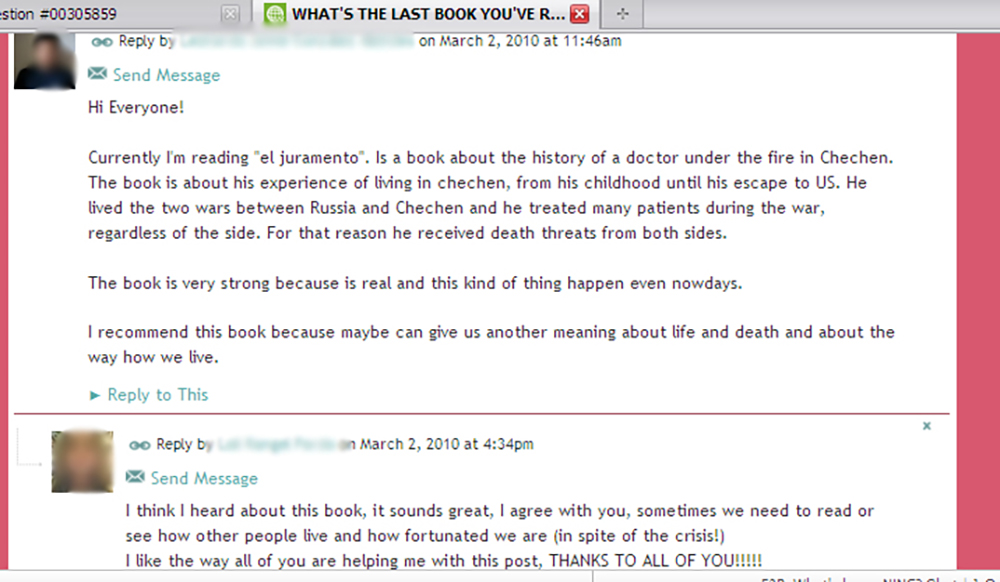 estion #00305859
WHAT'S THE LAST BOOK YOU'VE R...
Reply by on March 2, 2010 at 11:46am
Send Message
Hi Everyone!
Currently I'm reading "el juramento". Is a book about the history of a doctor under the fire in Chechen.
The book is about his experience of living in chechen, from his childhood until his escape to US. He
lived the two wars between Russia and Chechen and he treated many patients during the war,
regardless of the side. For that reason he received death threats from both sides.
The book is very strong because is real and this kind of thing happen even nowdays.
I recommend this book because maybe can give us another meaning about life and death and about the
way how we live.
► Reply to This
Reply by on March 2, 2010 at 4:34pm
Send Message
I think I heard about this book, it sounds great, I agree with you, sometimes we need to read or
see how other people live and how fortunated we are (in spite of the crisis!)
I like the way all of you are helping me with this post, THANKS TO ALL OF YOU!!!!!